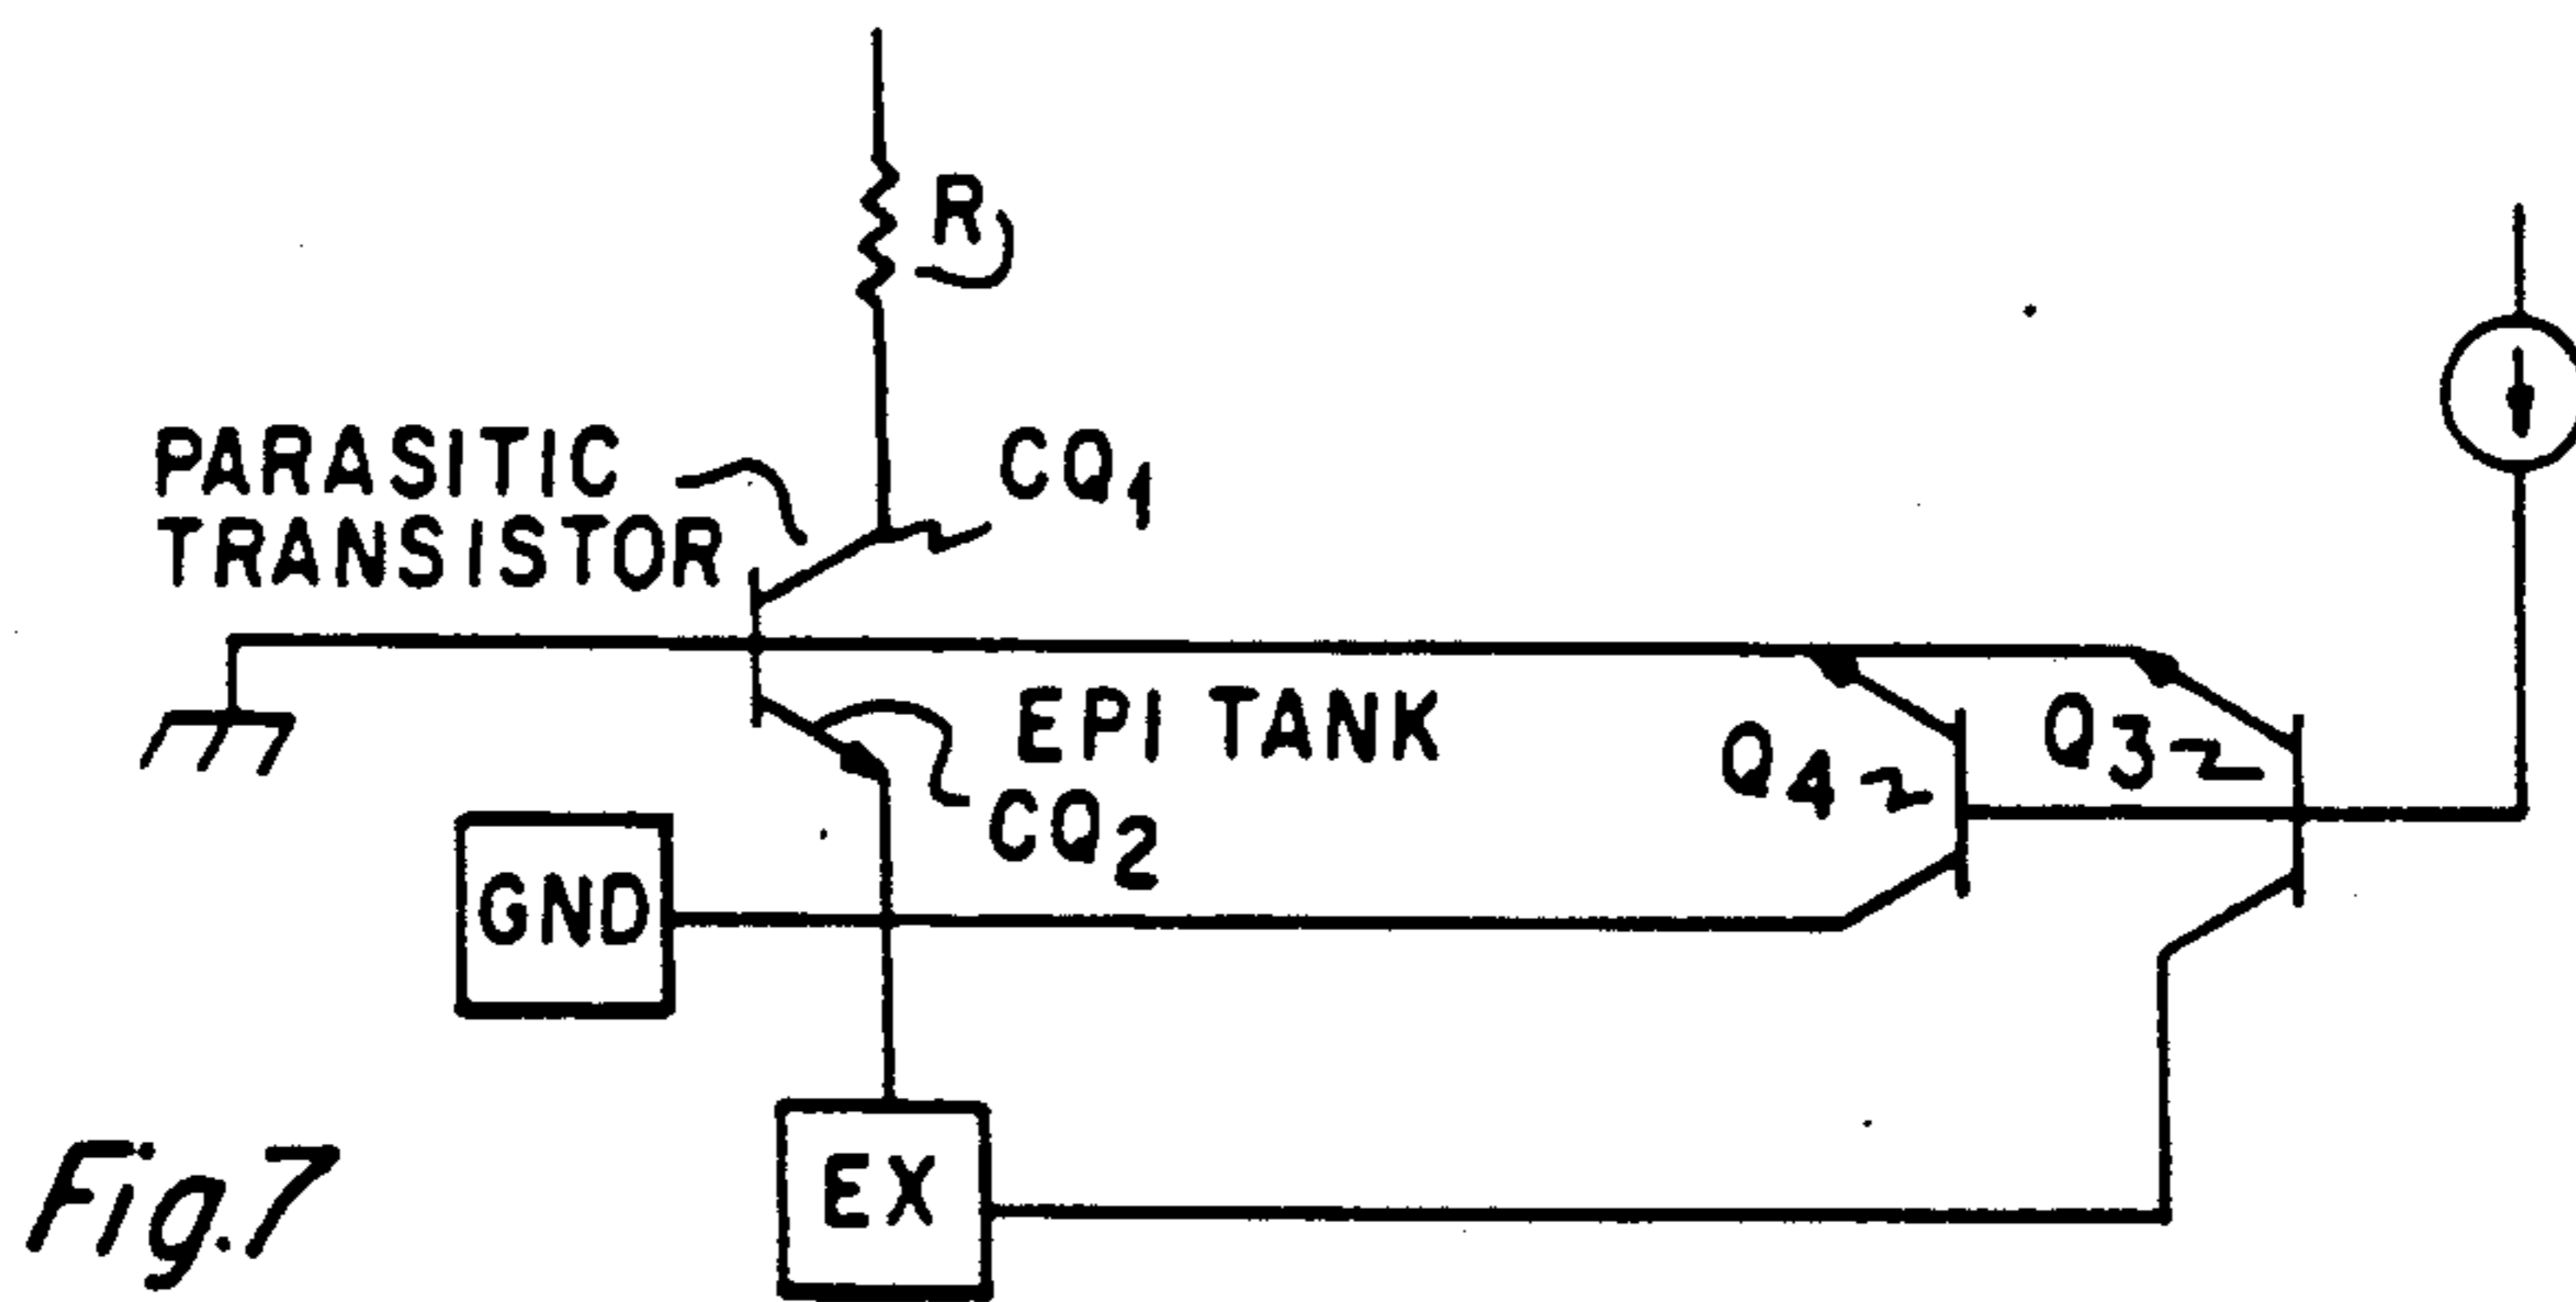 R
PARASITIC
TRANSISTOR
CQ1
EPI TANK
CQ2
Q4
Q3
GND
EX
Fig.7